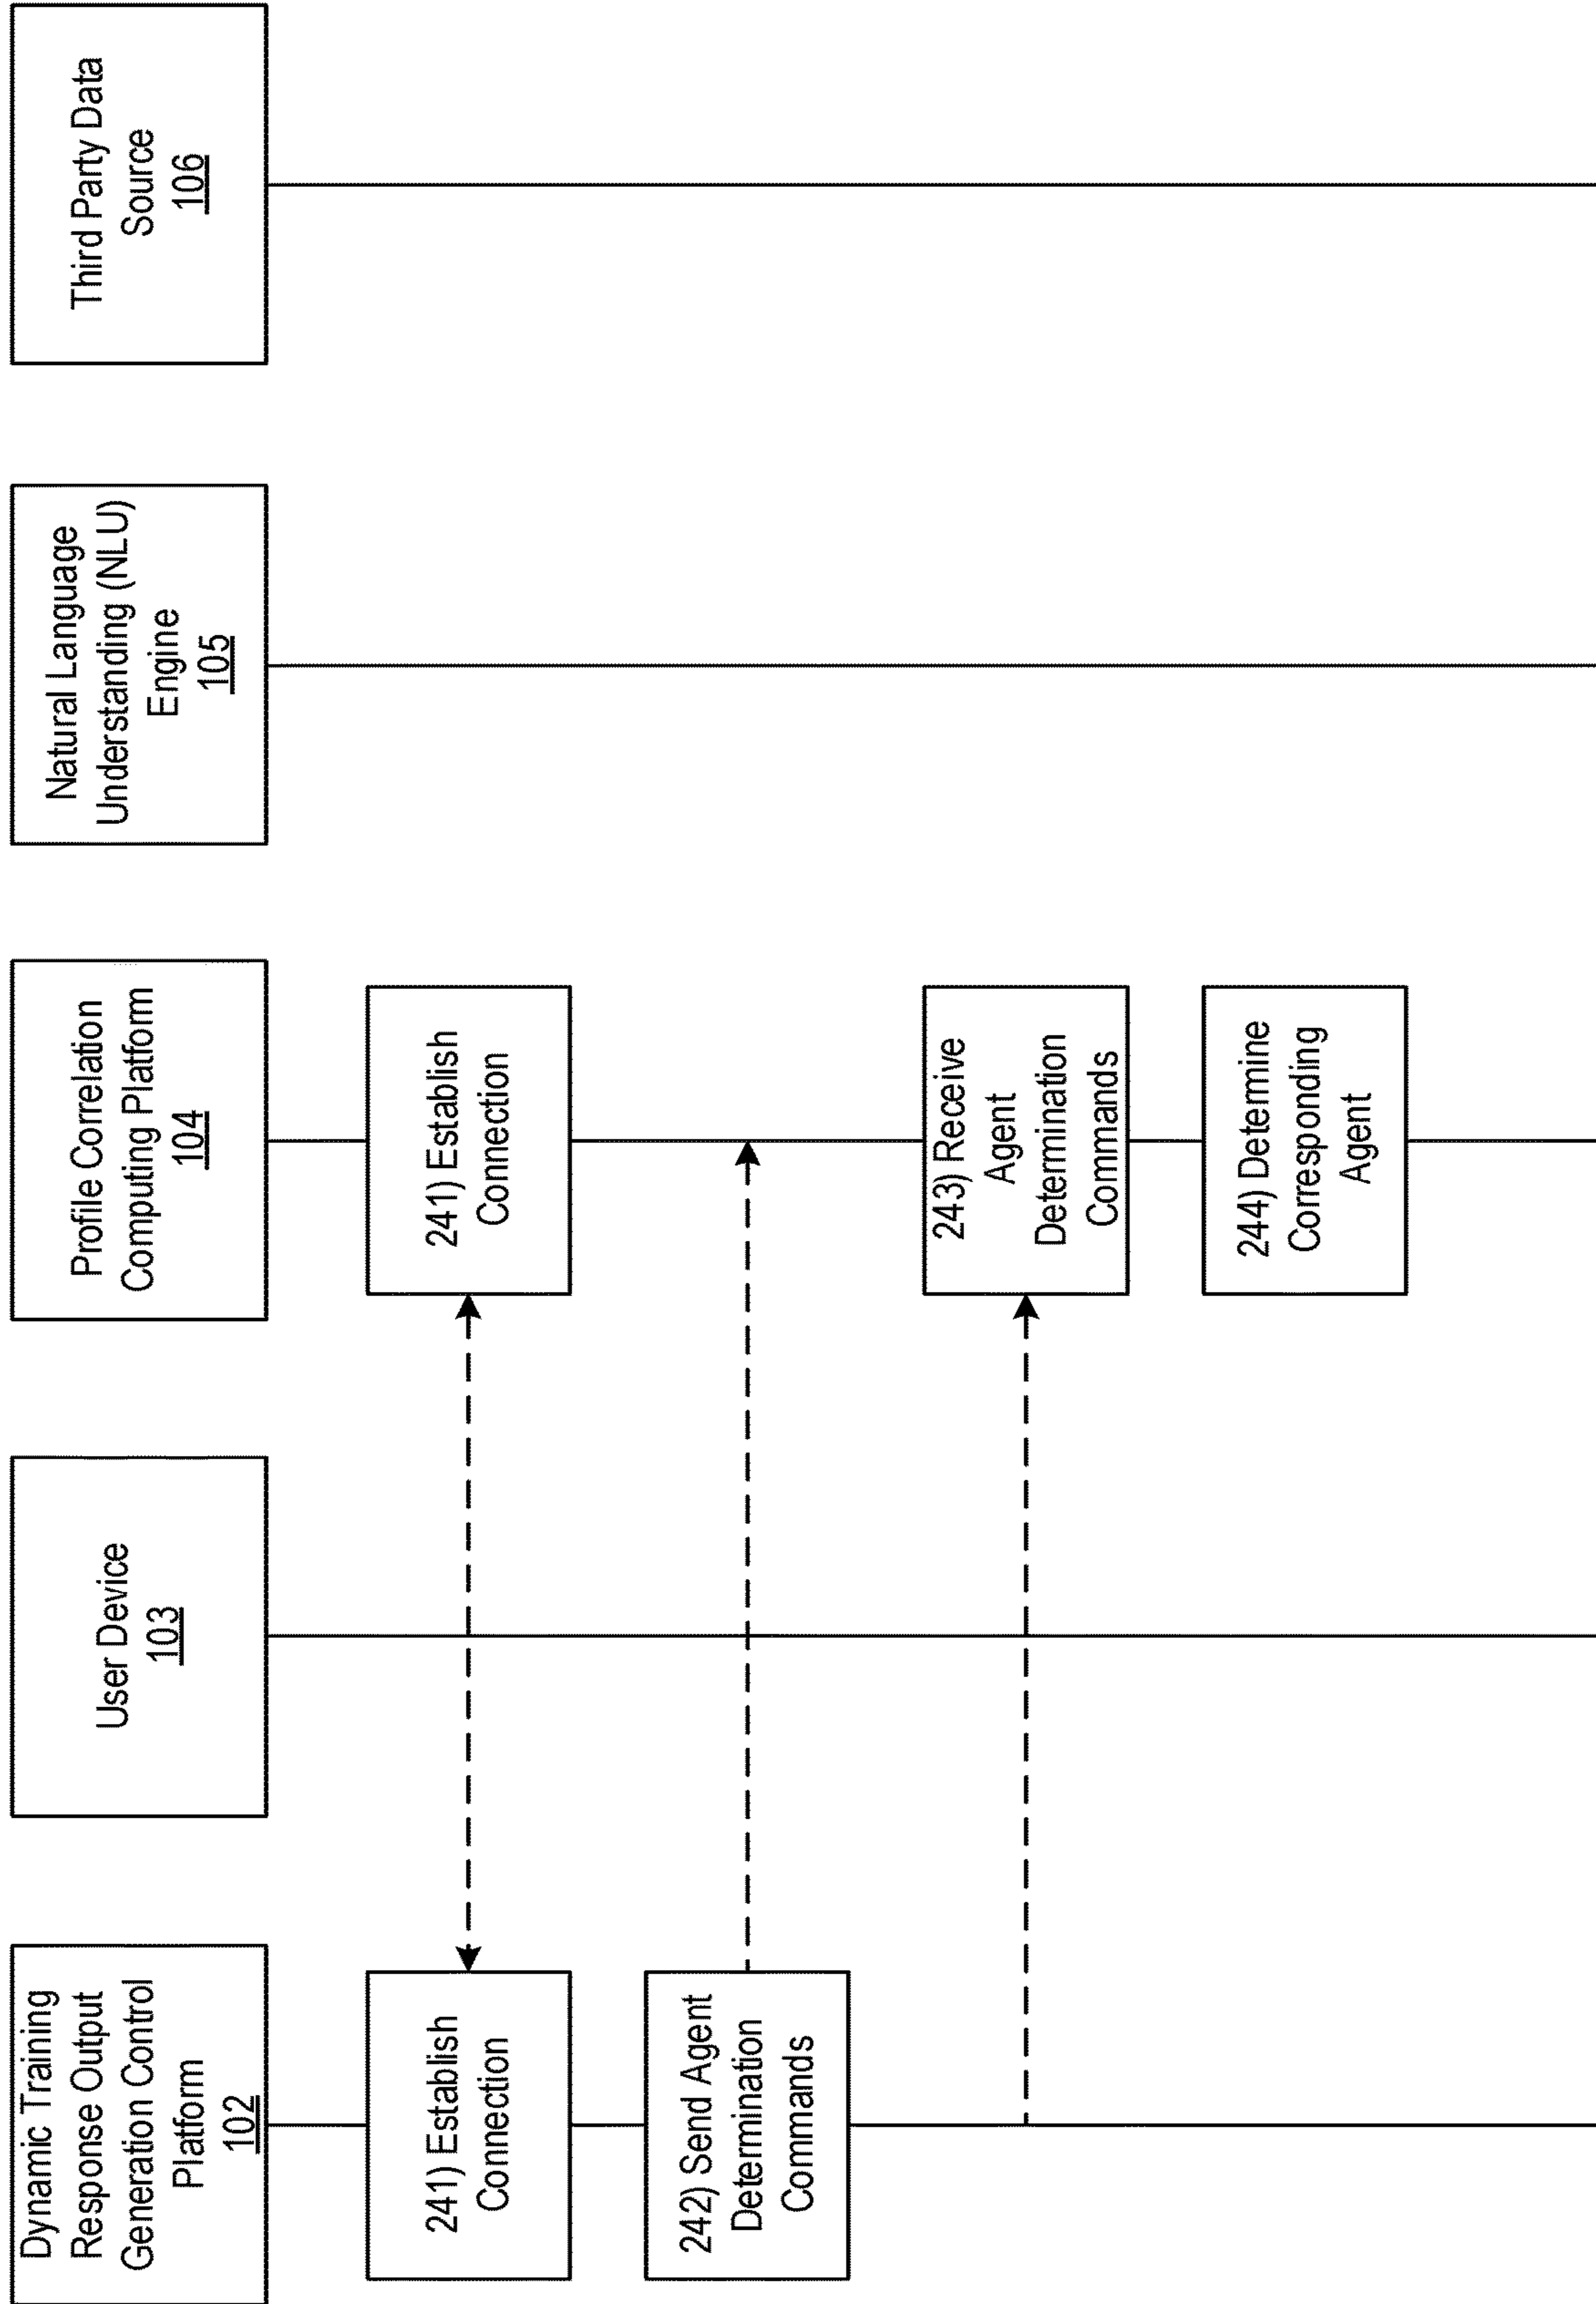 Dynamic Training
Response Output
Generation Control
Platform
102
User Device
103
Profile Correlation
Computing Platform
104
Natural Language
Understanding (NLU)
Engine
105
Third Party Data
Source
106
241) Establish
Connection
241) Establish
Connection
242) Send Agent
Determination
Commands
243) Receive
Agent
Determination
Commands
244) Determine
Corresponding
Agent